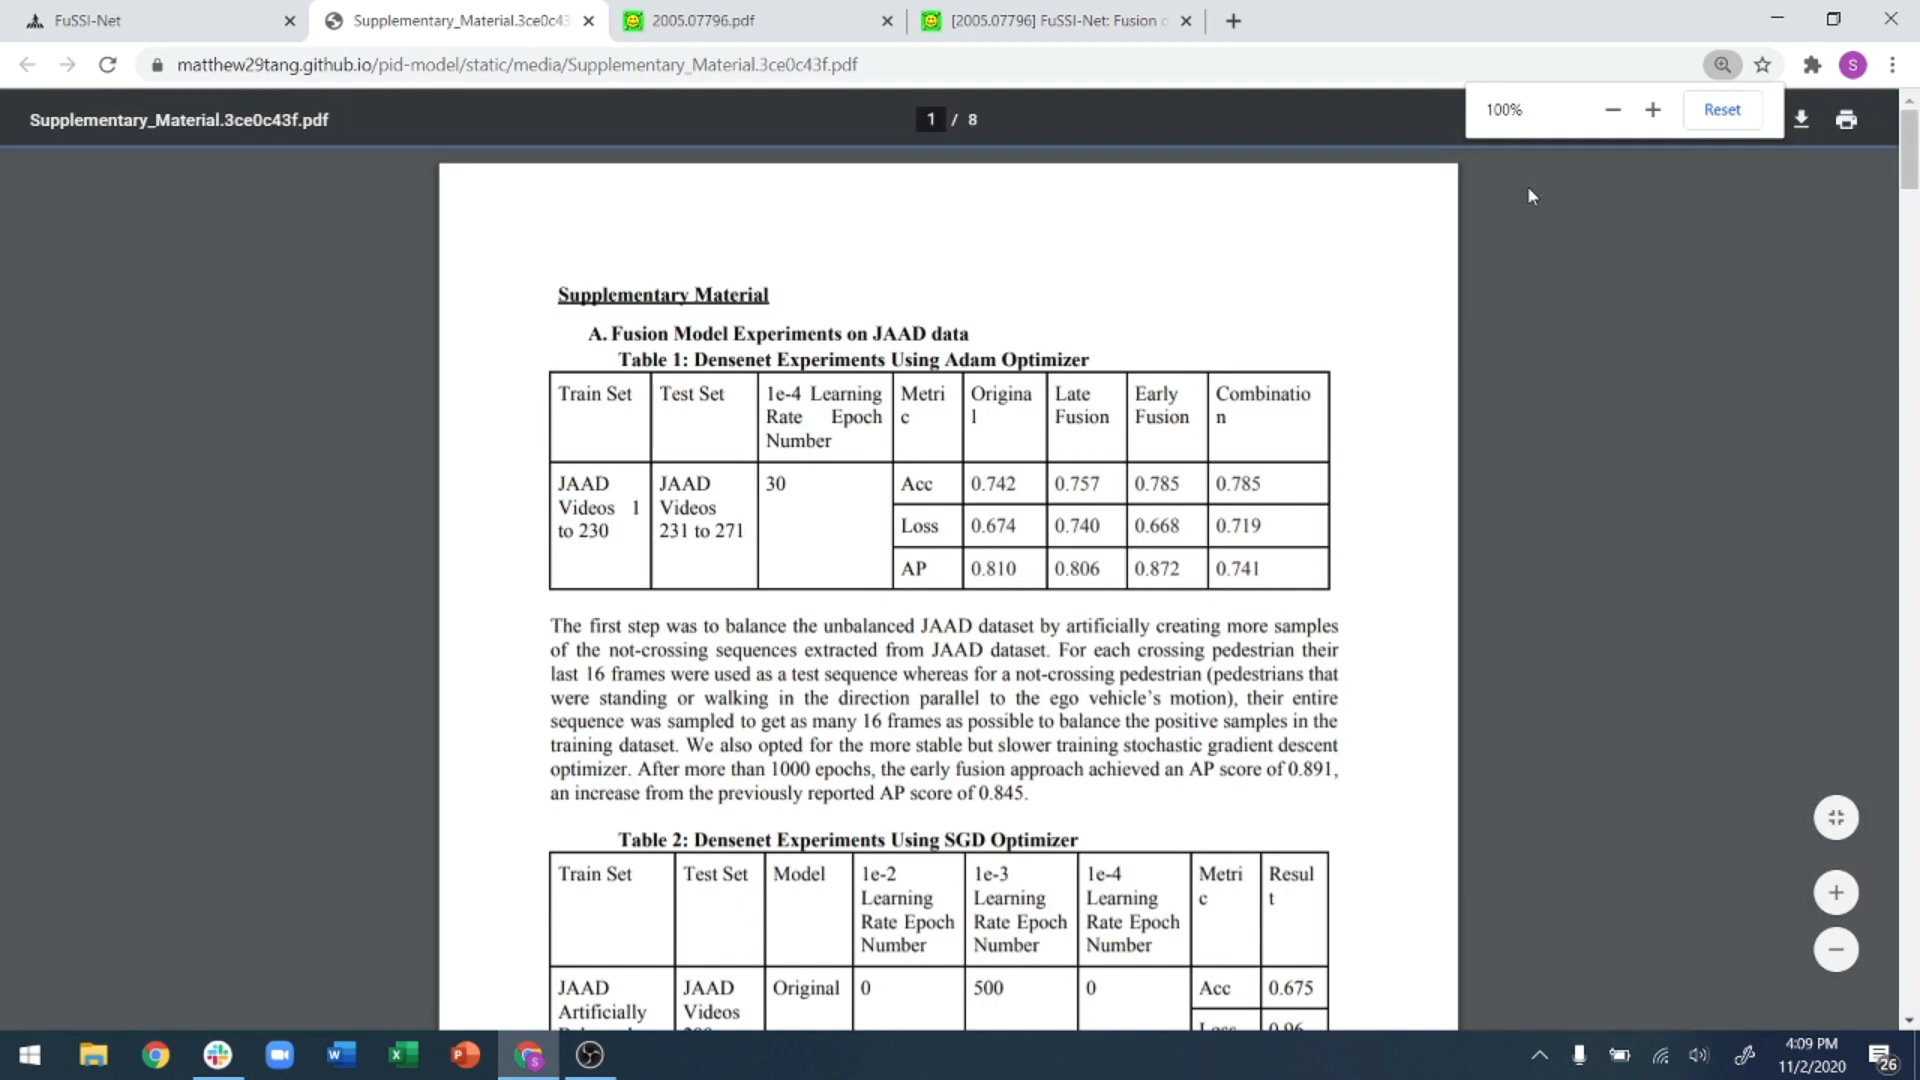 FuSSI-Net
Supplementary_Material.3ce0c43
2005.07796.pdf
[2005.07796] FuSSI-Net: Fusion
matthew29tang.github.io/pid-model/static/media/Supplementary_Material.3ce0c43f.pdf
S
100%
Reset
Supplementary_Material.3ce0c43f.pdf
1 / 8
Supplementary Material
A. Fusion Model Experiments on JAAD data
Table 1: Densenet Experiments Using Adam Optimizer
Train Set
Test Set
1e-4 Learning
Rate Epoch
Number
Metri
c
Origina
l
Late
Fusion
Early
Fusion
Combinatio
n
JAAD
Videos 1
to 230
JAAD
Videos
231 to 271
30
Acc 0.742 0.757 0.785 0.785
Loss 0.674 0.740 0.668 0.719
AP 0.810 0.806 0.872 0.741
The first step was to balance the unbalanced JAAD dataset by artificially creating more samples
of the not-crossing sequences extracted from JAAD dataset. For each crossing pedestrian their
last 16 frames were used as a test sequence whereas for a not-crossing pedestrian (pedestrians that
were standing or walking in the direction parallel to the ego vehicle's motion), their entire
sequence was sampled to get as many 16 frames as possible to balance the positive samples in the
training dataset. We also opted for the more stable but slower training stochastic gradient descent
optimizer. After more than 1000 epochs, the early fusion approach achieved an AP score of 0.891,
an increase from the previously reported AP score of 0.845.
Table 2: Densenet Experiments Using SGD Optimizer
Train Set
Test Set
Model
1e-2
Learning
Rate Epoch
Number
1e-3
Learning
Rate Epoch
Number
1e-4
Learning
Rate Epoch
Number
Metri
c
Resul
t
JAAD
Artificially
JAAD
Videos
Original
0
500
0
Acc 0.675
Loss 0.96
4:09 PM
11/2/2020
26